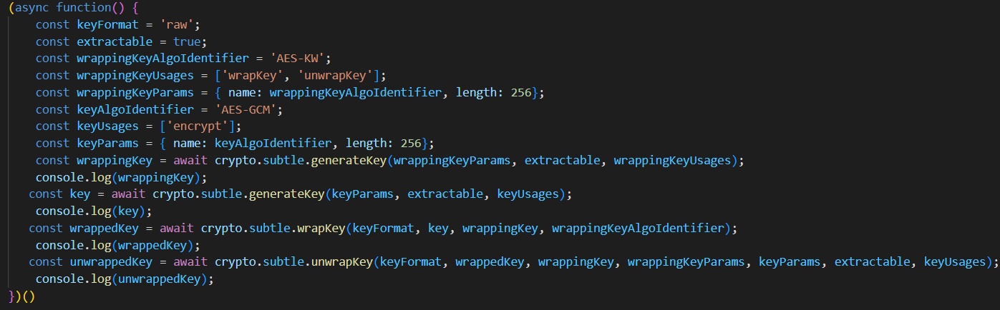 (async function() {
    const keyFormat = 'raw';
    const extractable = true;
    const wrappingKeyAlgoIdentifier = 'AES-KW';
    const wrappingKeyUsages = ['wrapKey', 'unwrapKey'];
    const wrappingKeyParams = { name: wrappingKeyAlgoIdentifier, length: 256};
    const keyAlgoIdentifier = 'AES-GCM';
    const keyUsages = ['encrypt'];
    const keyParams = { name: keyAlgoIdentifier, length: 256};
    const wrappingKey = await crypto.subtle.generateKey(wrappingKeyParams, extractable, wrappingKeyUsages);
    console.log(wrappingKey);
   const key = await crypto.subtle.generateKey(keyParams, extractable, keyUsages);
    console.log(key);
   const wrappedKey = await crypto.subtle.wrapKey(keyFormat, key, wrappingKey, wrappingKeyAlgoIdentifier);
    console.log(wrappedKey);
   const unwrappedKey = await crypto.subtle.unwrapKey(keyFormat, wrappedKey, wrappingKey, wrappingKeyParams, keyParams, extractable, keyUsages);
    console.log(unwrappedKey);
})()